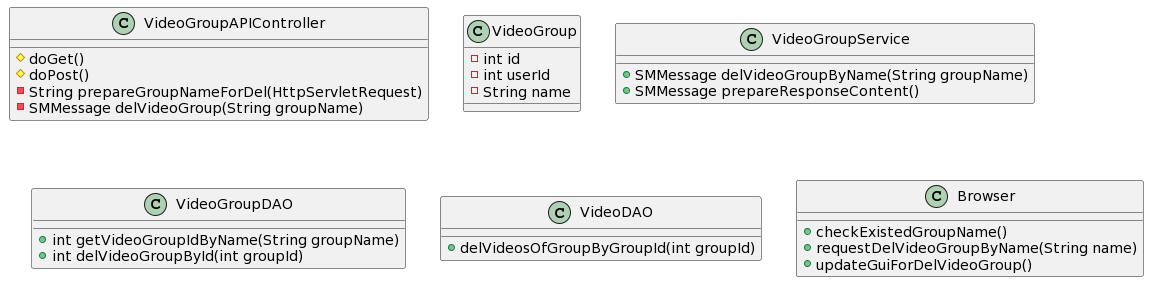 C VideoGroupAPIController
doGet()
doPost()
String prepareGroupNameForDel(HttpServletRequest)
SMMessage delVideoGroup(String groupName)
C VideoGroup
int id
int userId
String name
C VideoGroupService
SMMessage delVideoGroupByName(String groupName)
SMMessage prepareResponseContent()
C VideoGroupDAO
int getVideoGroupIdByName(String groupName)
int delVideoGroupById(int groupId)
C VideoDAO
delVideosOfGroupByGroupId(int groupId)
C Browser
checkExistedGroupName()
requestDelVideoGroupByName(String name)
updateGuiForDelVideoGroup()